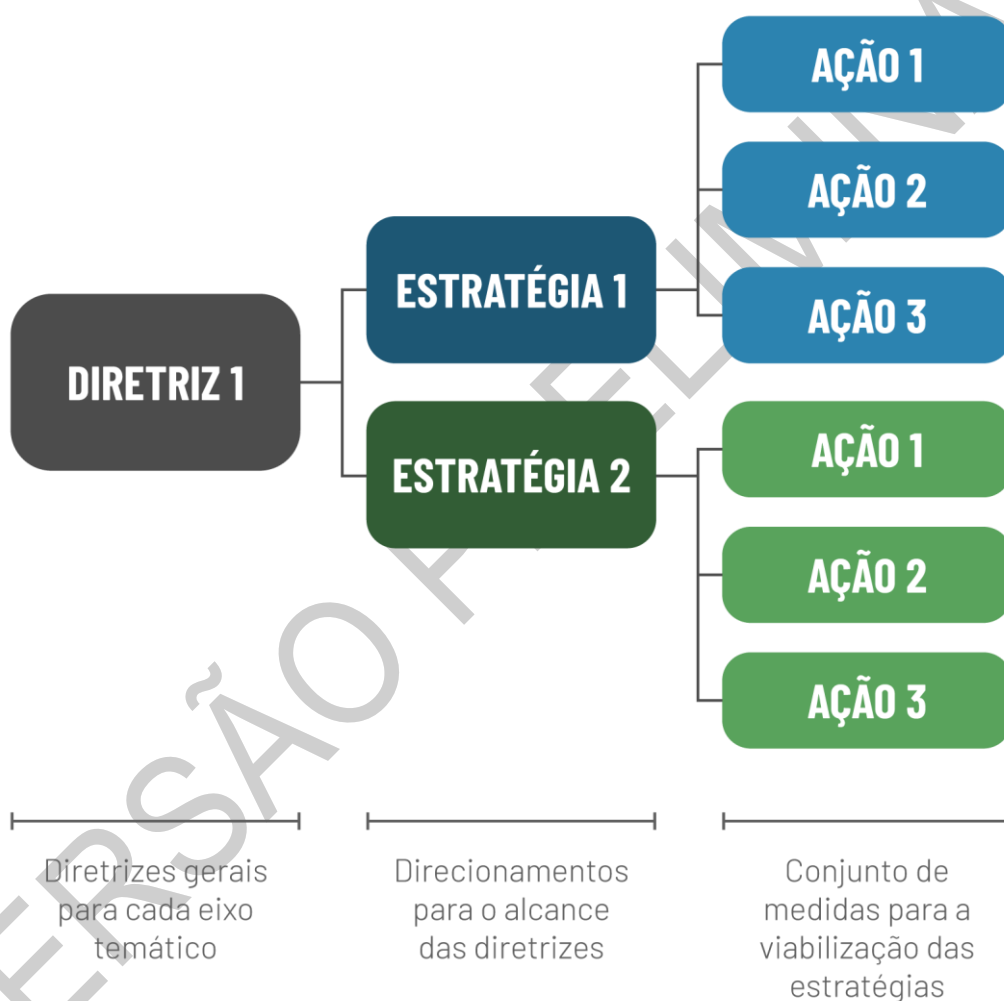 AÇÃO 1
AÇÃO 2
ESTRATÉGIA 1
AÇÃO 3
DIRETRIZ 1
AÇÃO 1
ESTRATÉGIA 2
AÇÃO 2
AÇÃO 3
Diretrizes gerais
para cada eixo
temático
Direcionamentos
para o alcance
das diretrizes
Conjunto de
medidas para a
viabilização das
estratégias